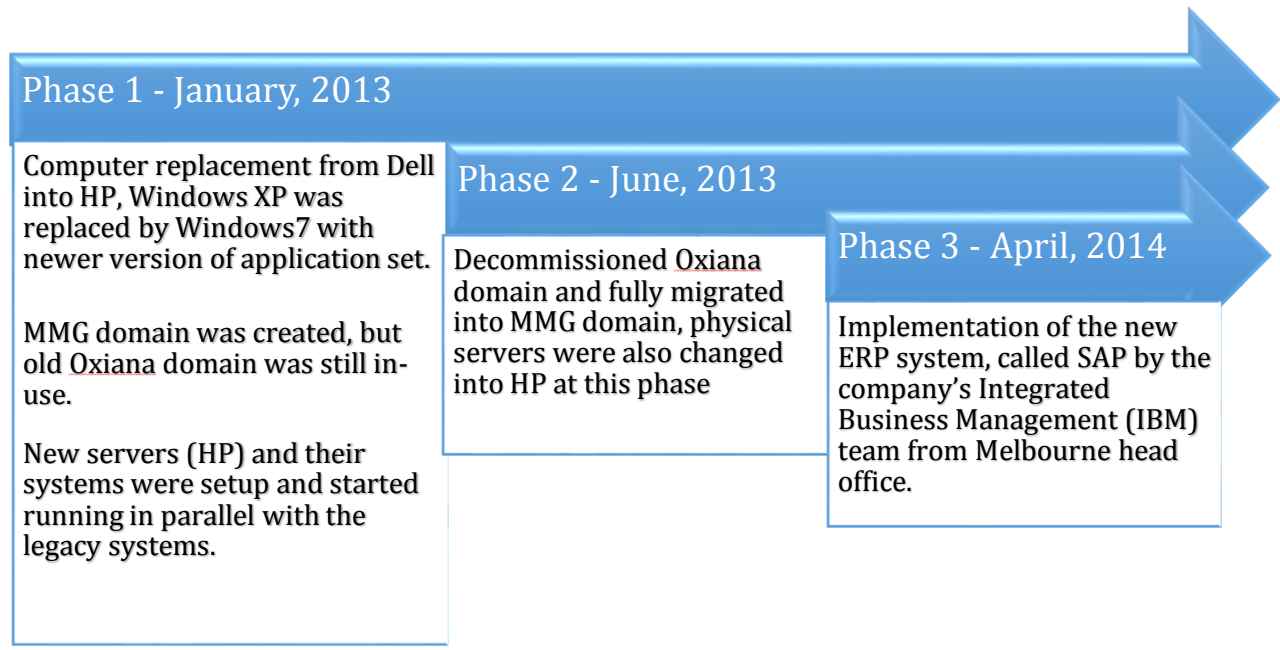 Phase 1 - January, 2013
Computer replacement from Dell
into HP, Windows XP was
replaced by Windows7 with
newer version of application set.
MMG domain was created, but
old Oxiana domain was still in-
use.
New servers (HP) and their
systems were setup and started
running in parallel with the
legacy systems.
Phase 2 - June, 2013
Decommissioned Oxiana
domain and fully migrated
into MMG domain, physical
servers were also changed
into HP at this phase
Phase 3 - April, 2014
Implementation of the new
ERP system, called SAP by the
company’s Integrated
Business Management (IBM)
team from Melbourne head
office.